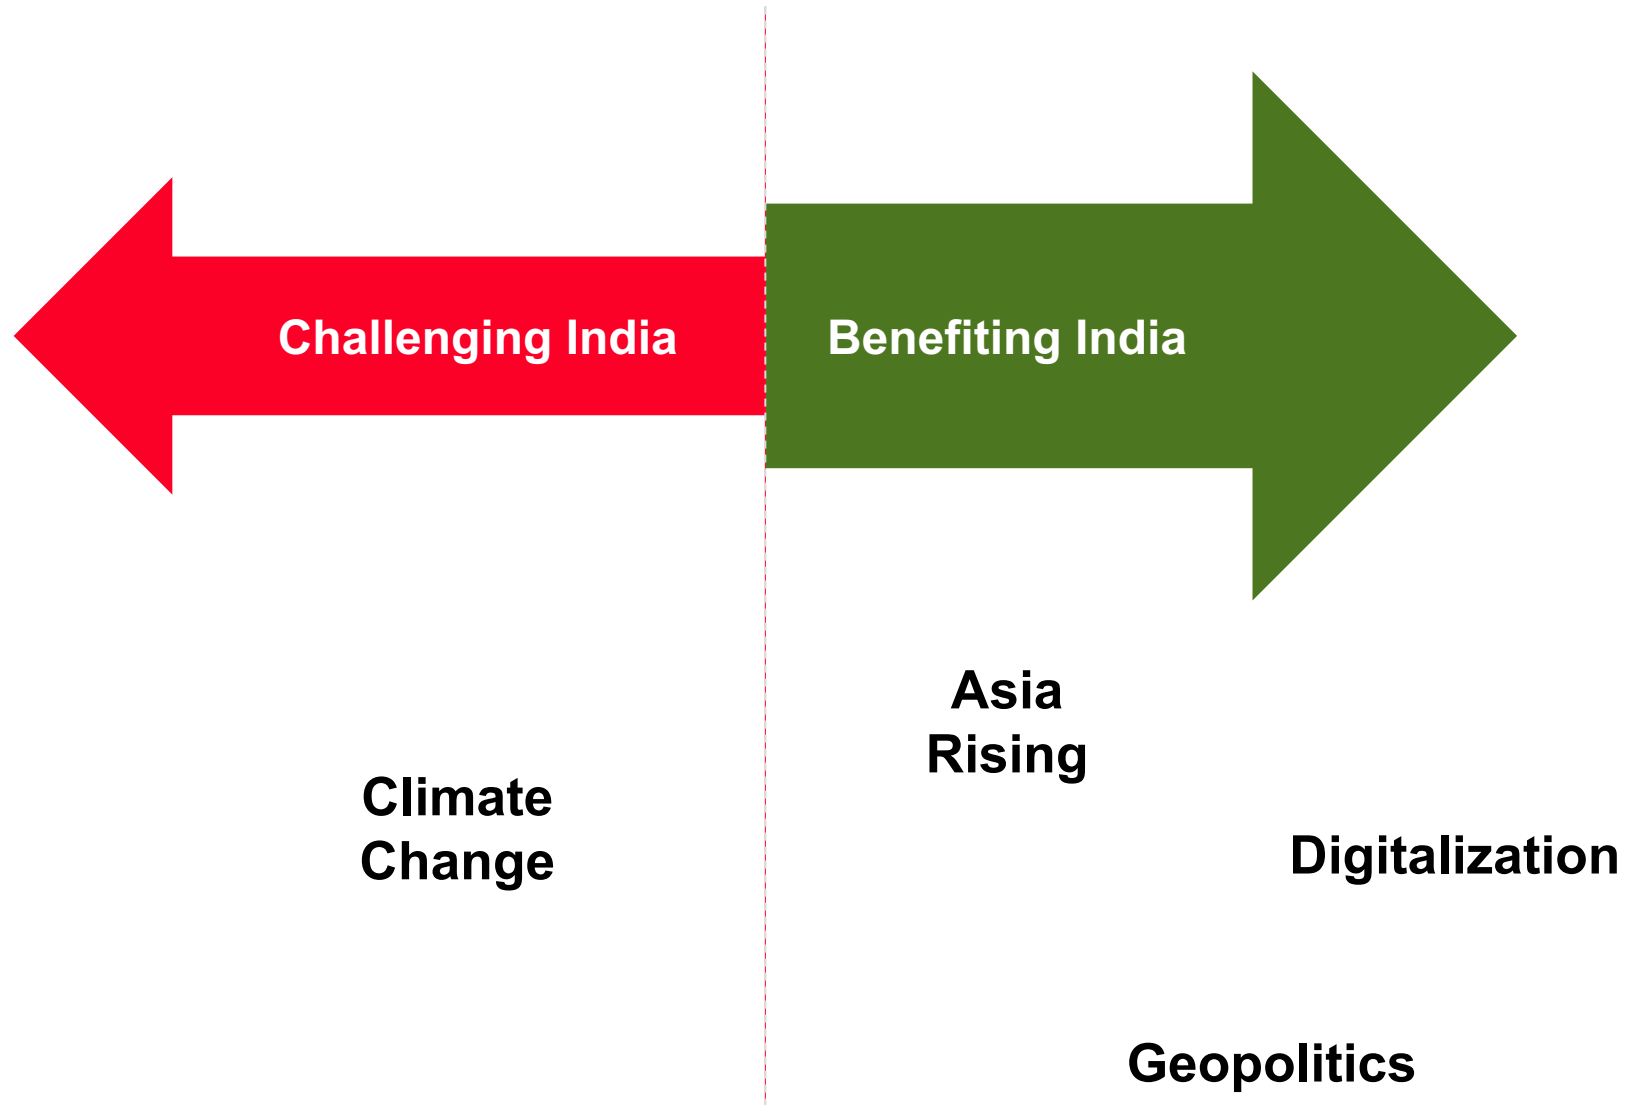 Challenging India
Benefiting India
Asia
Rising
Climate
Change
Digitalization
Geopolitics